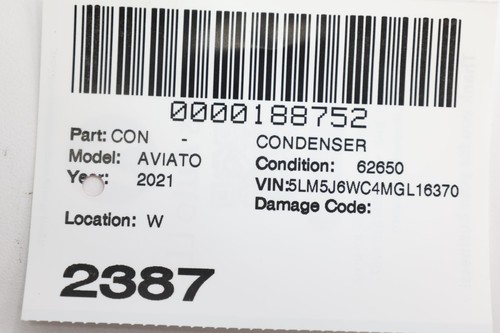 0000188752
Part: CON - CONDENSER
Model: AVIATO Condition: 62650
Year: 2021 VIN:5LM5J6WC4MGL16370
Damage Code:
Location: W
2387